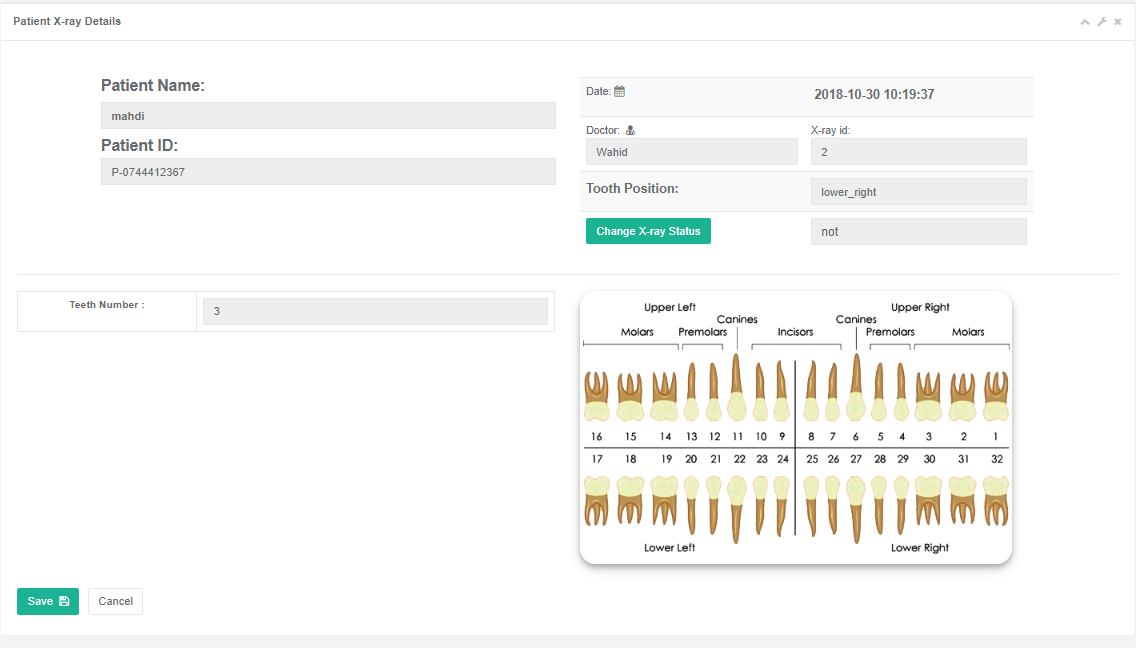 Patient X-ray Details
Patient Name:
mahdi
Patient ID:
P-0744412367
Date:
2018-10-30 10:19:37
Doctor:
X-ray id:
Wahid
2
Tooth Position:
lower_right
Change X-ray Status
not
Teeth Number :
3
Upper Left
Upper Right
Canines
Canines
Molars
Premolars
Incisors
Premolars
Molars
16 15 14 13 12 11 10 9 8 7 6 5 4 3 2 1
17 18 19 20 21 22 23 24 25 26 27 28 29 30 31 32
Lower Left
Lower Right
Save
Cancel